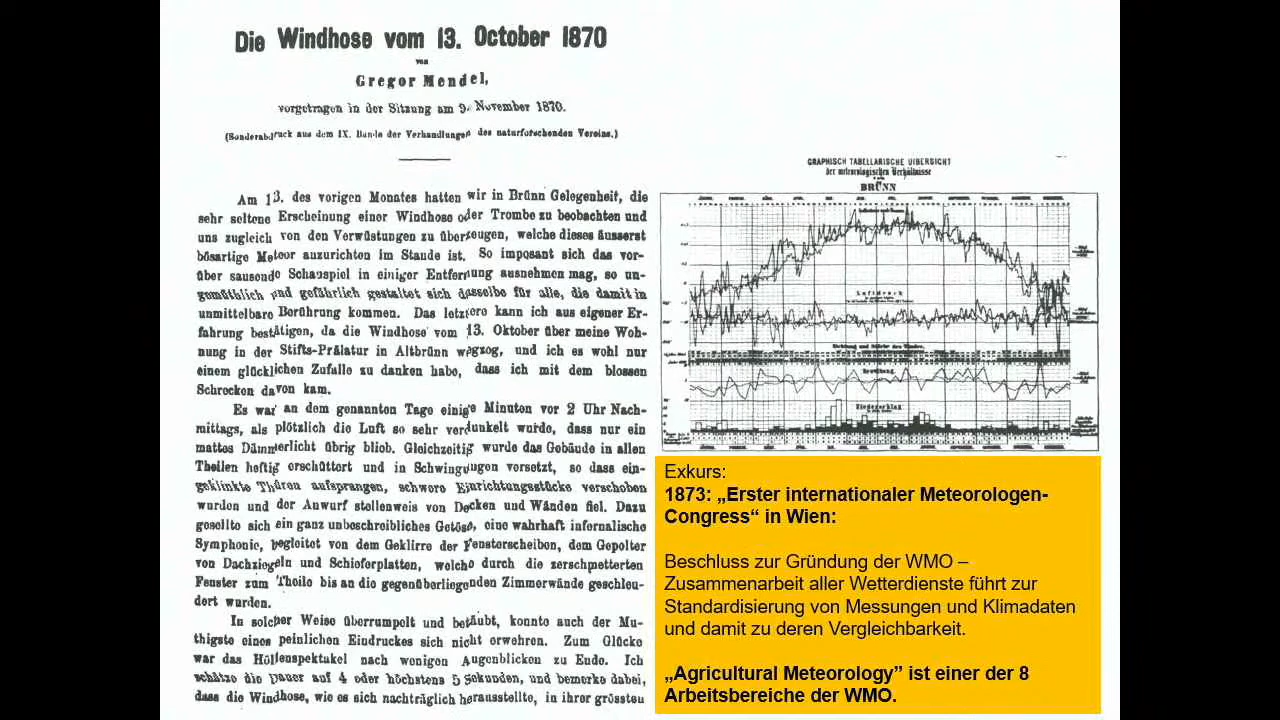 Die Windhose vom 13. October 1870
von
Gregor Mendel,
vorgetragen in der Sitzung am 9. November 1870.
(Sonderabdruck aus dem IX. Bande der Verhandlungen des naturforschenden Vereins.)
Am 13. des vorigen Monates hatten wir in Brünn Gelegenheit, die
sehr seltene Erscheinung einer Windhose oder Trombe zu beobachten und
uns zugleich von den Verwüstungen zu überzeugen, welche dieses äusserst
bösartige Meteor anzurichten im Stande ist. So imposant sich das vor-
über sausende Schauspiel in einiger Entfernung ausnehmen mag, so un-
gemüthlich und gefährlich gestaltet sich dasselbe für alle, die damit in
unmittelbare Berührung kommen. Das letztere kann ich aus eigener Er-
fahrung bestätigen, da die Windhose vom 13. Oktober über meine Woh-
nung in der Stifts-Prälatur in Altbrünn wegzog, und ich es wohl nur
einem glücklichen Zufalle zu danken habe, dass ich mit dem blossen
Schrecken davon kam.
Es war an dem genannten Tage einige Minuten vor 2 Uhr Nach-
mittags, als plötzlich die Luft so sehr verdunkelt wurde, dass nur ein
mattes Dämmerlicht übrig blieb. Gleichzeitig wurde das Gebäude in allen
Theilen heftig erschüttert und in Schwingungen versetzt, so dass ein-
geklinkte Thüren aufsprangen, schwere Einrichtungsstücke verschoben
wurden und der Anwurf stellenweis von Decken und Wänden fiel. Dazu
gesellte sich ein ganz unbeschreibliches Getöse, eine wahrhaft infernalische
Symphonie, begleitet von dem Geklirre der Fensterscheiben, dem Gepolter
von Dachziegeln und Schieferplatten, welche durch die zerschmetterten
Fenster zum Theile bis an die gegenüberliegenden Zimmerwände geschleu-
dert wurden.
In solcher Weise überrumpelt und betäubt, konnte auch der Mu-
thigste eines peinlichen Eindruckes sich nicht erwehren. Zum Glücke
war das Höllenspektakel nach wenigen Augenblicken zu Ende. Ich
schätze die Dauer auf 4 oder höchstens 5 Sekunden, und bemerke dabei,
dass die Windhose, wie es sich nachträglich herausstellte, in ihrer grössten
GRAPHISCH TABELLARISCHE UIBERSICHT
der meteorologischen Verhältnisse
BRÜNN
Luftdruck
Richtung und Stärke des Windes.
Bewölkung.
Niederschlag
Exkurs:
1873: „Erster internationaler Meteorologen-
Congress“ in Wien:
Beschluss zur Gründung der WMO –
Zusammenarbeit aller Wetterdienste führt zur
Standardisierung von Messungen und Klimadaten
und damit zu deren Vergleichbarkeit.
„Agricultural Meteorology” ist einer der 8
Arbeitsbereiche der WMO.